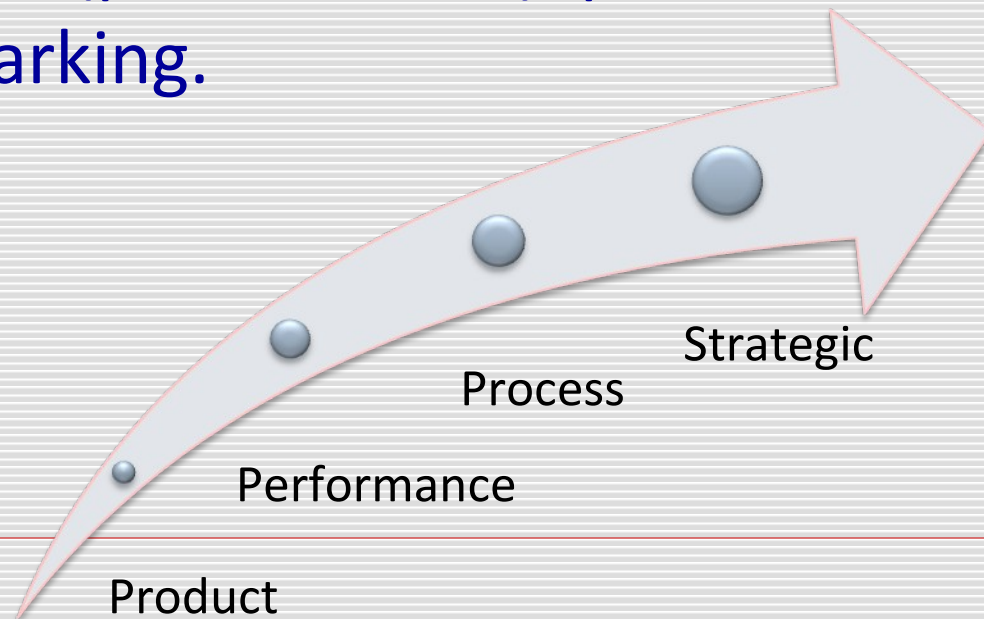 arking.
Strategic
Process
Performance
Product